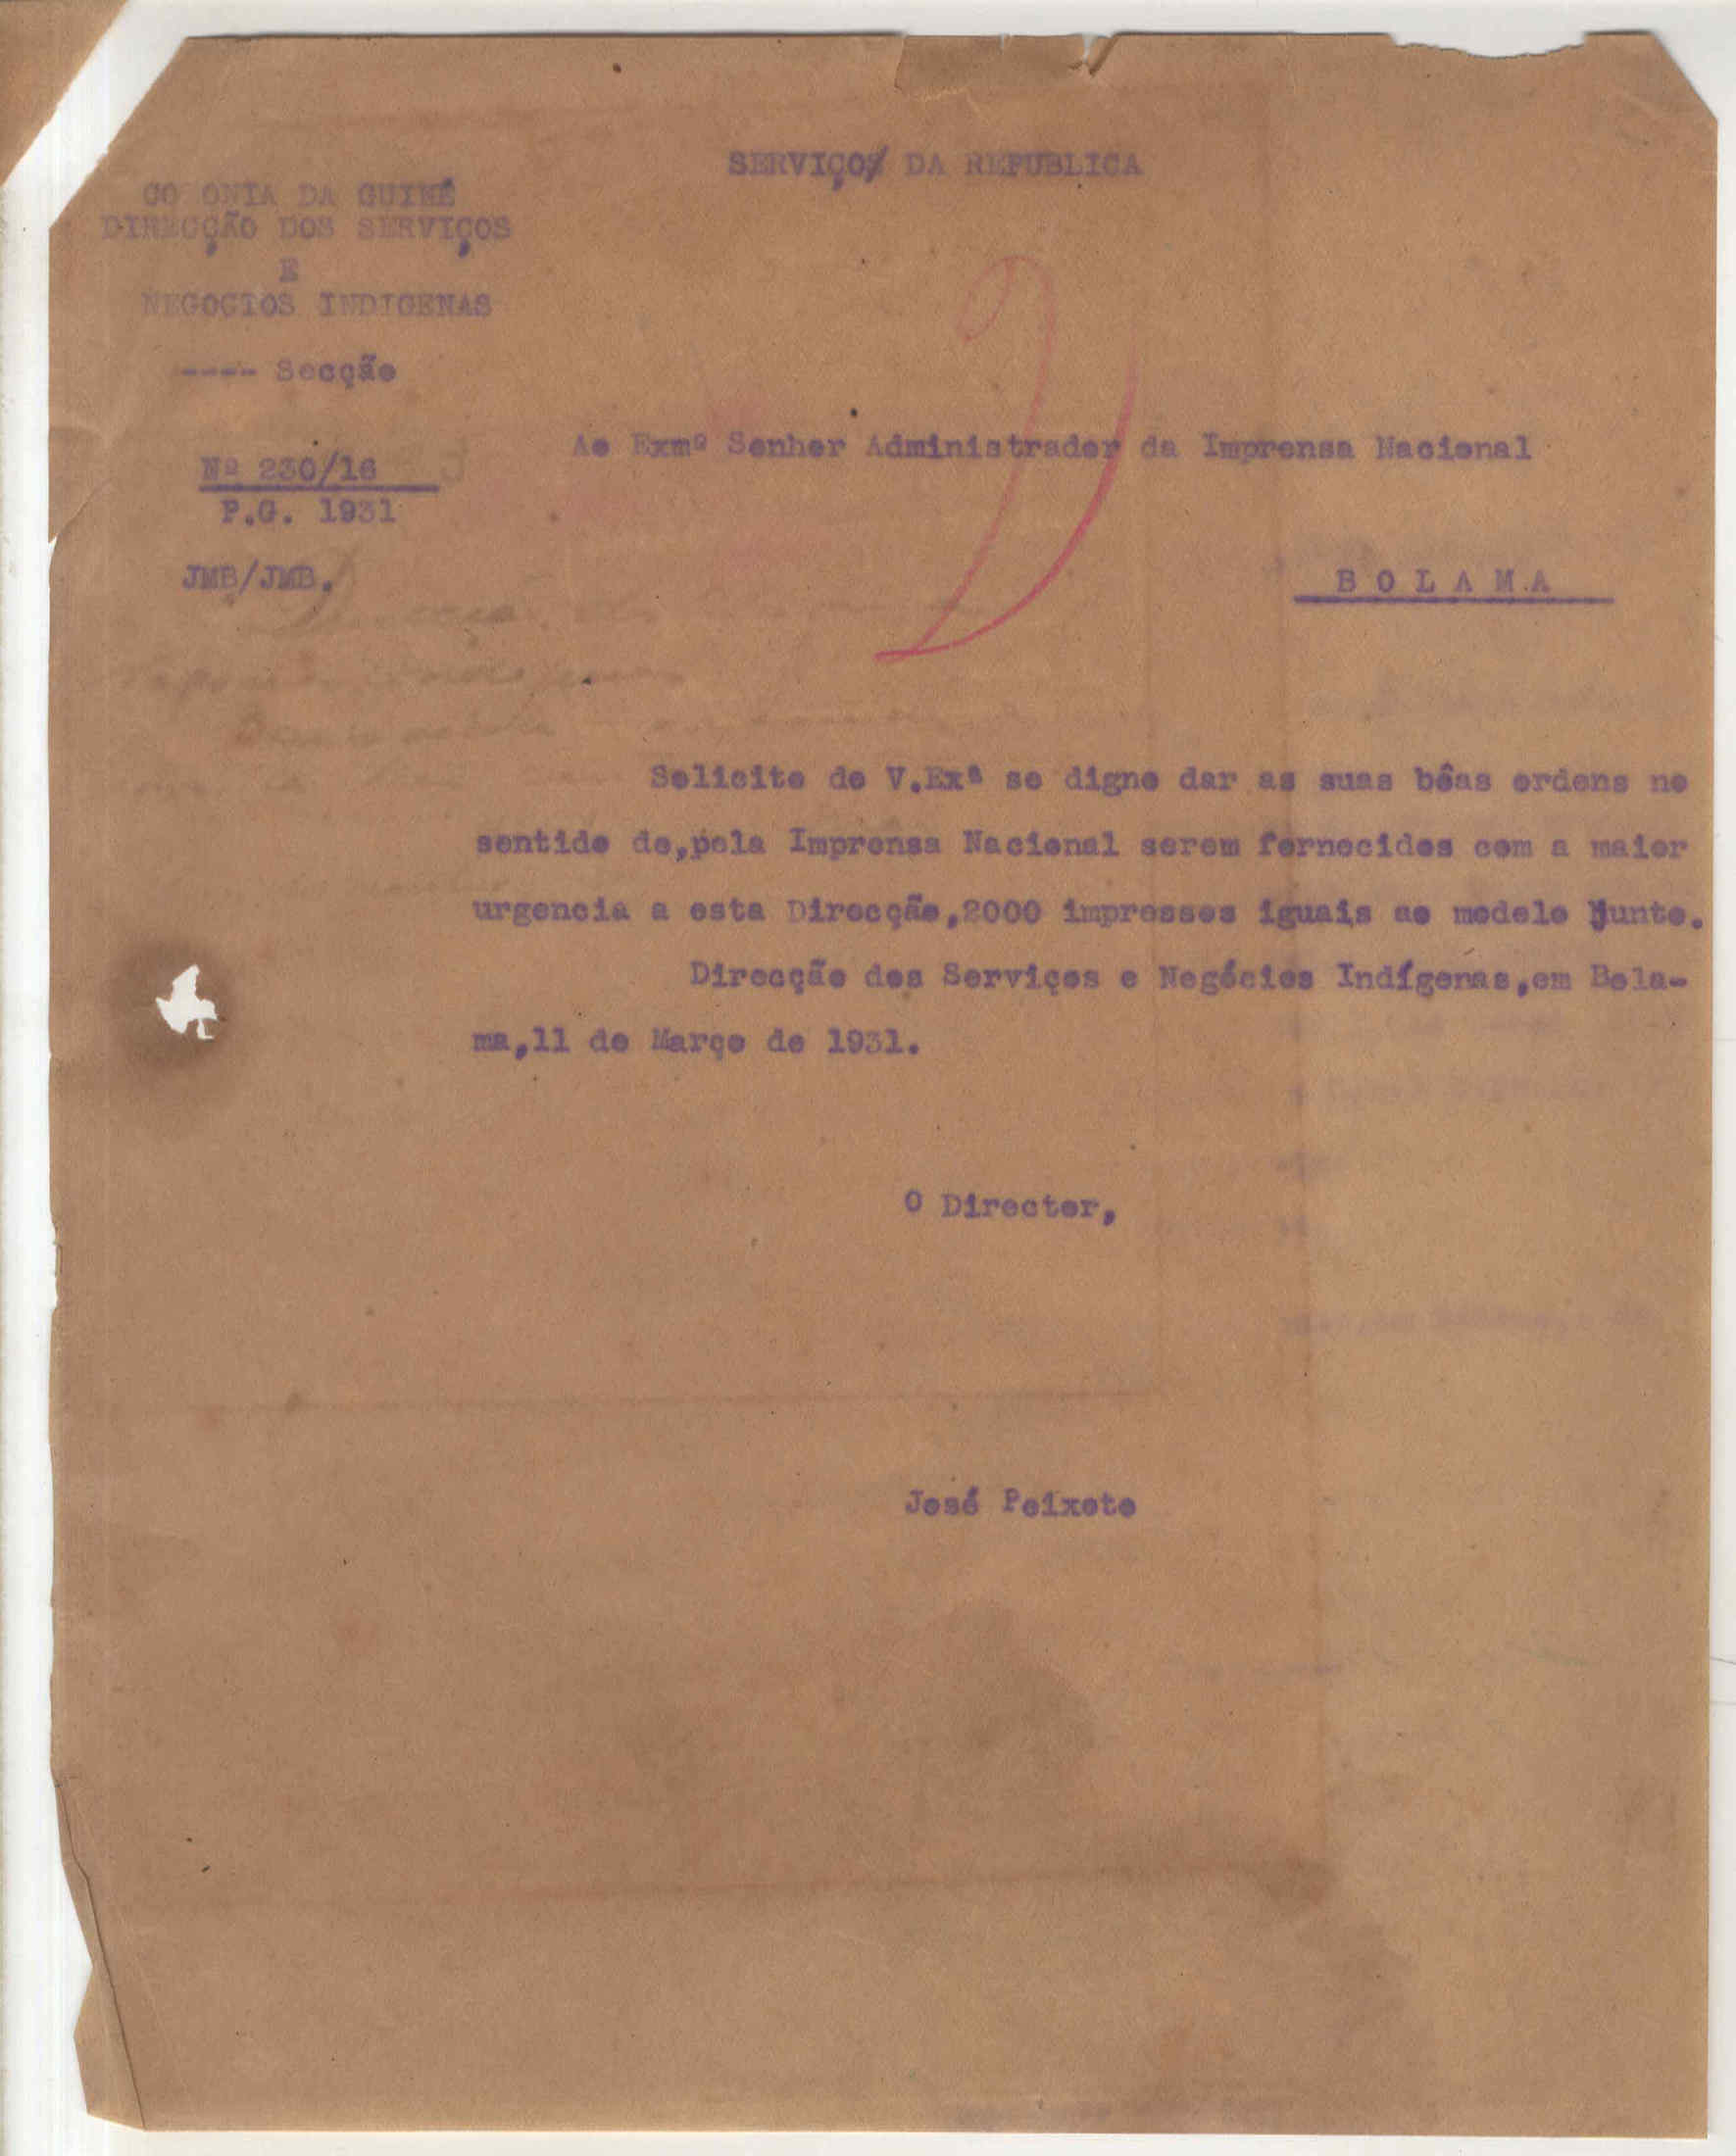 SERVIÇO/ DA REPUBLICA
CO ONIA DA GUINÉ
DIRECÇÃO DOS SERVIÇOS
E
NEGOCIOS INDIGENAS
---- Secção
Nº 230/16
P.G. 1931
JMB/JMB.
Ao Exmº Senhor Administrador da Imprensa Nacional
B O L A M.A
Solicito de V.Exª se digne dar as suas bôas ordens no
sentido de,pela Imprensa Nacional serem fornecidos com a maior
urgencia a esta Direcção,2000 impressos iguais ao modelo junto.
Direcção dos Serviços e Negócios Indígenas,em Bola-
ma,11 de Março de 1931.
O Director,
José Peixoto